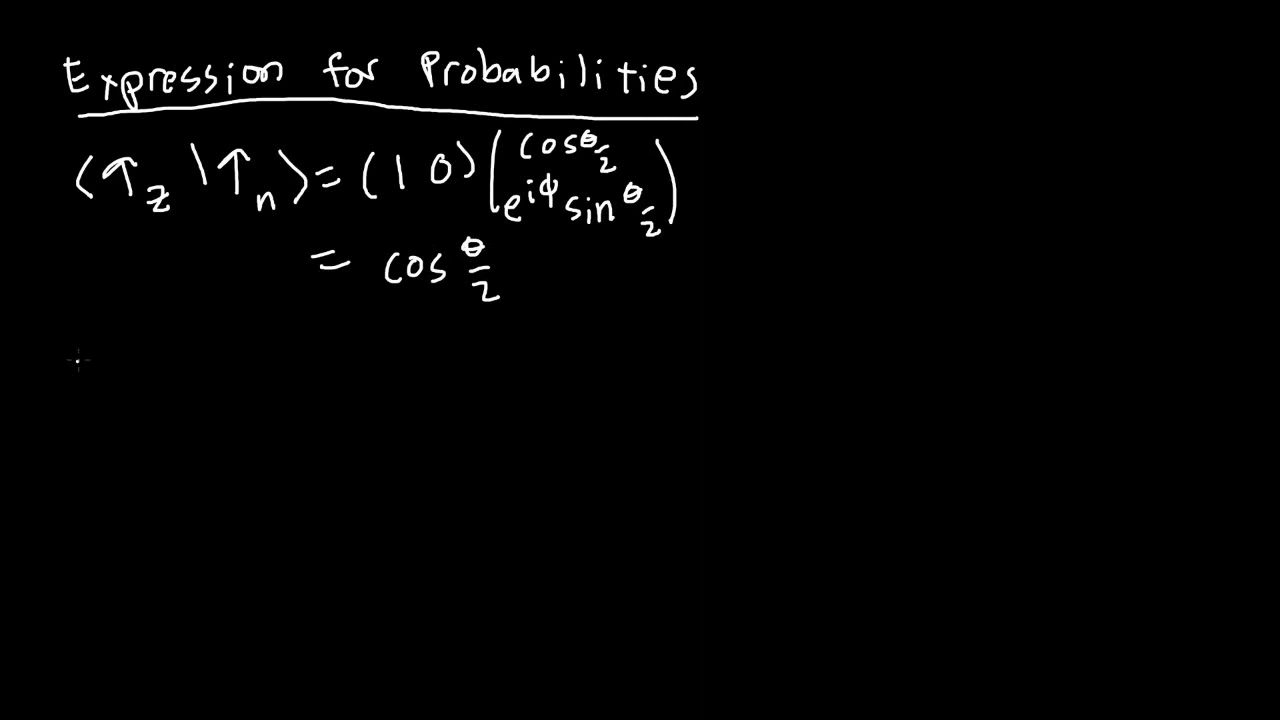 Expression for Probabilities
⟨↑z|↑n⟩ = (1 0) (cos θ/2
e^iϕ sin θ/2)
= cos θ/2